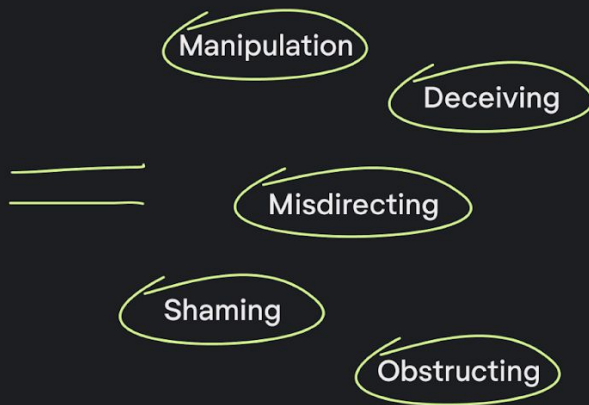 Manipulation
Deceiving
Misdirecting
Shaming
Obstructing